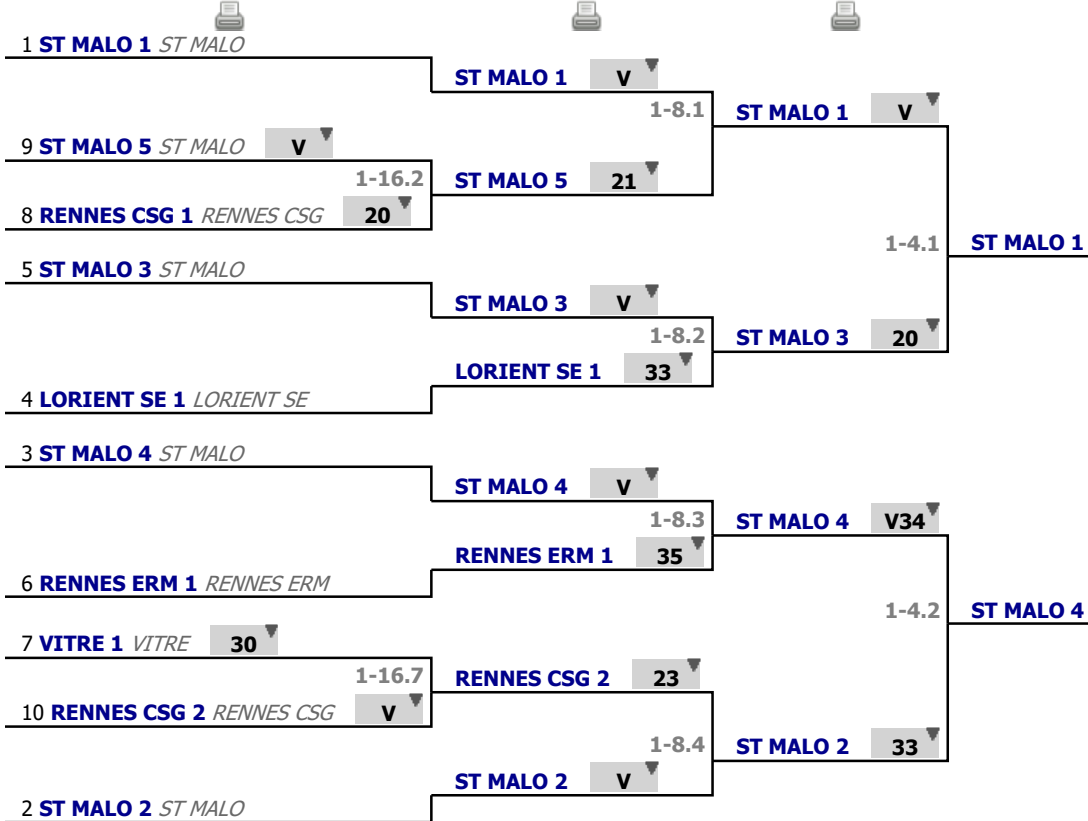 1 ST MALO 1 ST MALO
ST MALO 1 V
1-8.1
ST MALO 1 V
9 ST MALO 5 ST MALO V
1-16.2
ST MALO 5 21
8 RENNES CSG 1 RENNES CSG 20
1-4.1
ST MALO 1
5 ST MALO 3 ST MALO
ST MALO 3 V
1-8.2
ST MALO 3 20
LORIENT SE 1 33
4 LORIENT SE 1 LORIENT SE
3 ST MALO 4 ST MALO
ST MALO 4 V
1-8.3
ST MALO 4 V34
RENNES ERM 1 35
6 RENNES ERM 1 RENNES ERM
1-4.2
ST MALO 4
7 VITRE 1 VITRE 30
1-16.7
RENNES CSG 2 23
10 RENNES CSG 2 RENNES CSG V
1-8.4
ST MALO 2 33
ST MALO 2 V
2 ST MALO 2 ST MALO